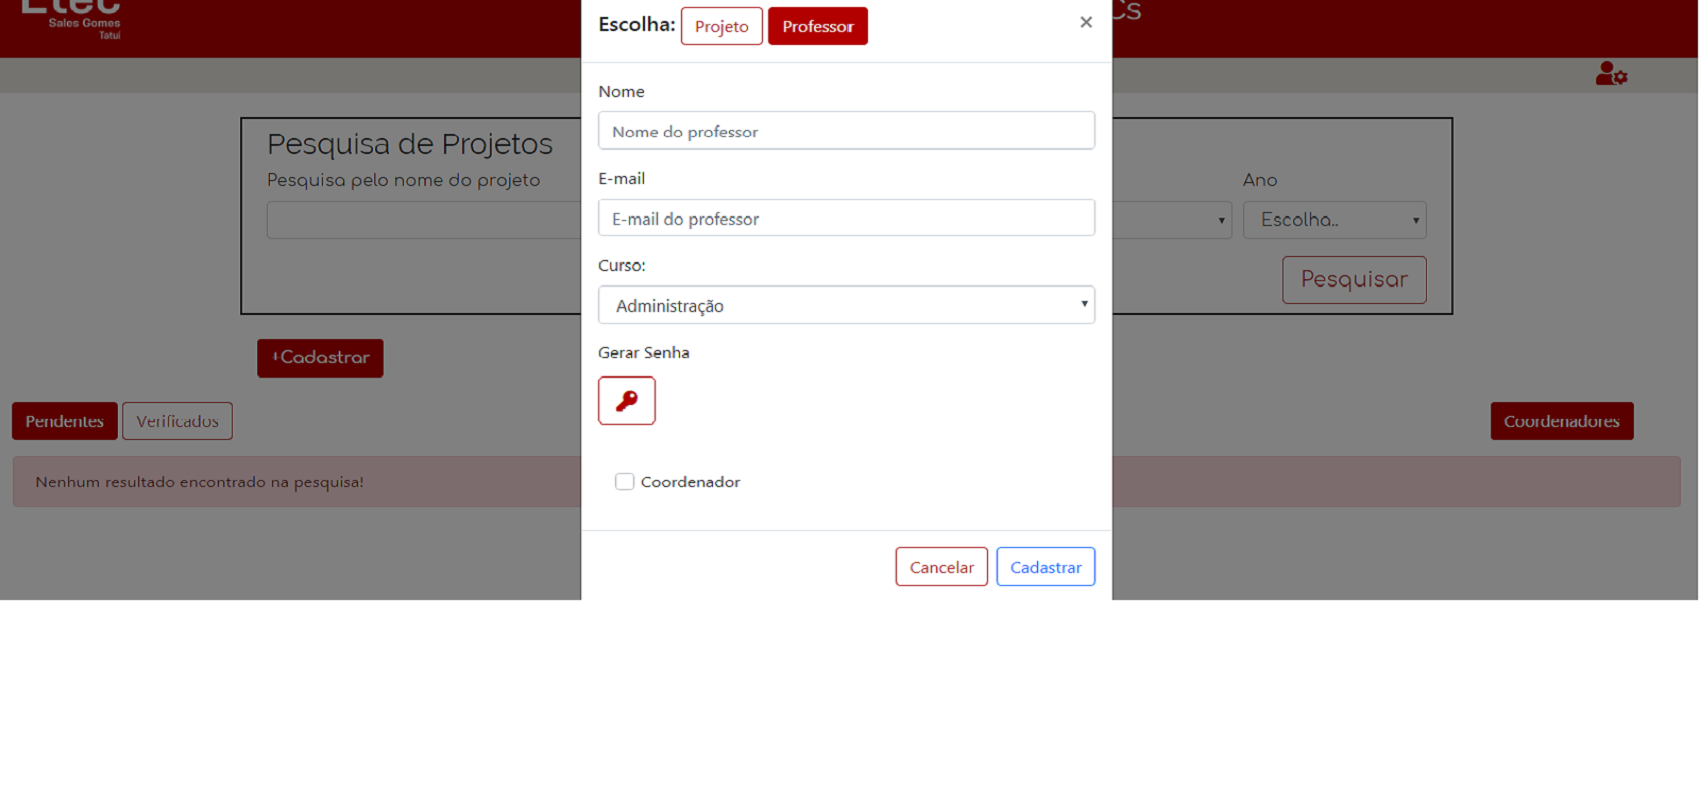 Etec
Sales Gomes
Tatuí
Cs
Escolha: Projeto Professor ×
Nome
Nome do professor
E-mail
E-mail do professor
Curso:
Administração
Gerar Senha
Coordenador
Cancelar Cadastrar
Pesquisa de Projetos
Pesquisa pelo nome do projeto
Ano
Escolha..
Pesquisar
+Cadastrar
Pendentes Verificados
Coordenadores
Nenhum resultado encontrado na pesquisa!